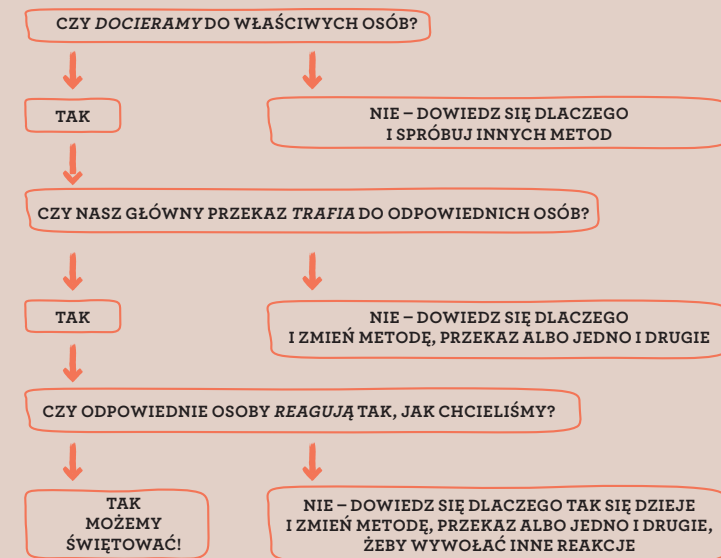 CZY DOCIERAMY DO WŁAŚCIWYCH OSÓB?
TAK
NIE – DOWIEDZ SIĘ DLACZEGO
I SPRÓBUJ INNYCH METOD
CZY NASZ GŁÓWNY PRZEKAZ TRAFIA DO ODPOWIEDNICH OSÓB?
TAK
NIE – DOWIEDZ SIĘ DLACZEGO
I ZMIEŃ METODĘ, PRZEKAZ ALBO JEDNO I DRUGIE
CZY ODPOWIEDNIE OSOBY REAGUJĄ TAK, JAK CHCIELIŚMY?
TAK
MOŻEMY
ŚWIĘTOWAĆ!
NIE – DOWIEDZ SIĘ DLACZEGO TAK SIĘ DZIEJE
I ZMIEŃ METODĘ, PRZEKAZ ALBO JEDNO I DRUGIE,
ŻEBY WYWOŁAĆ INNE REAKCJE